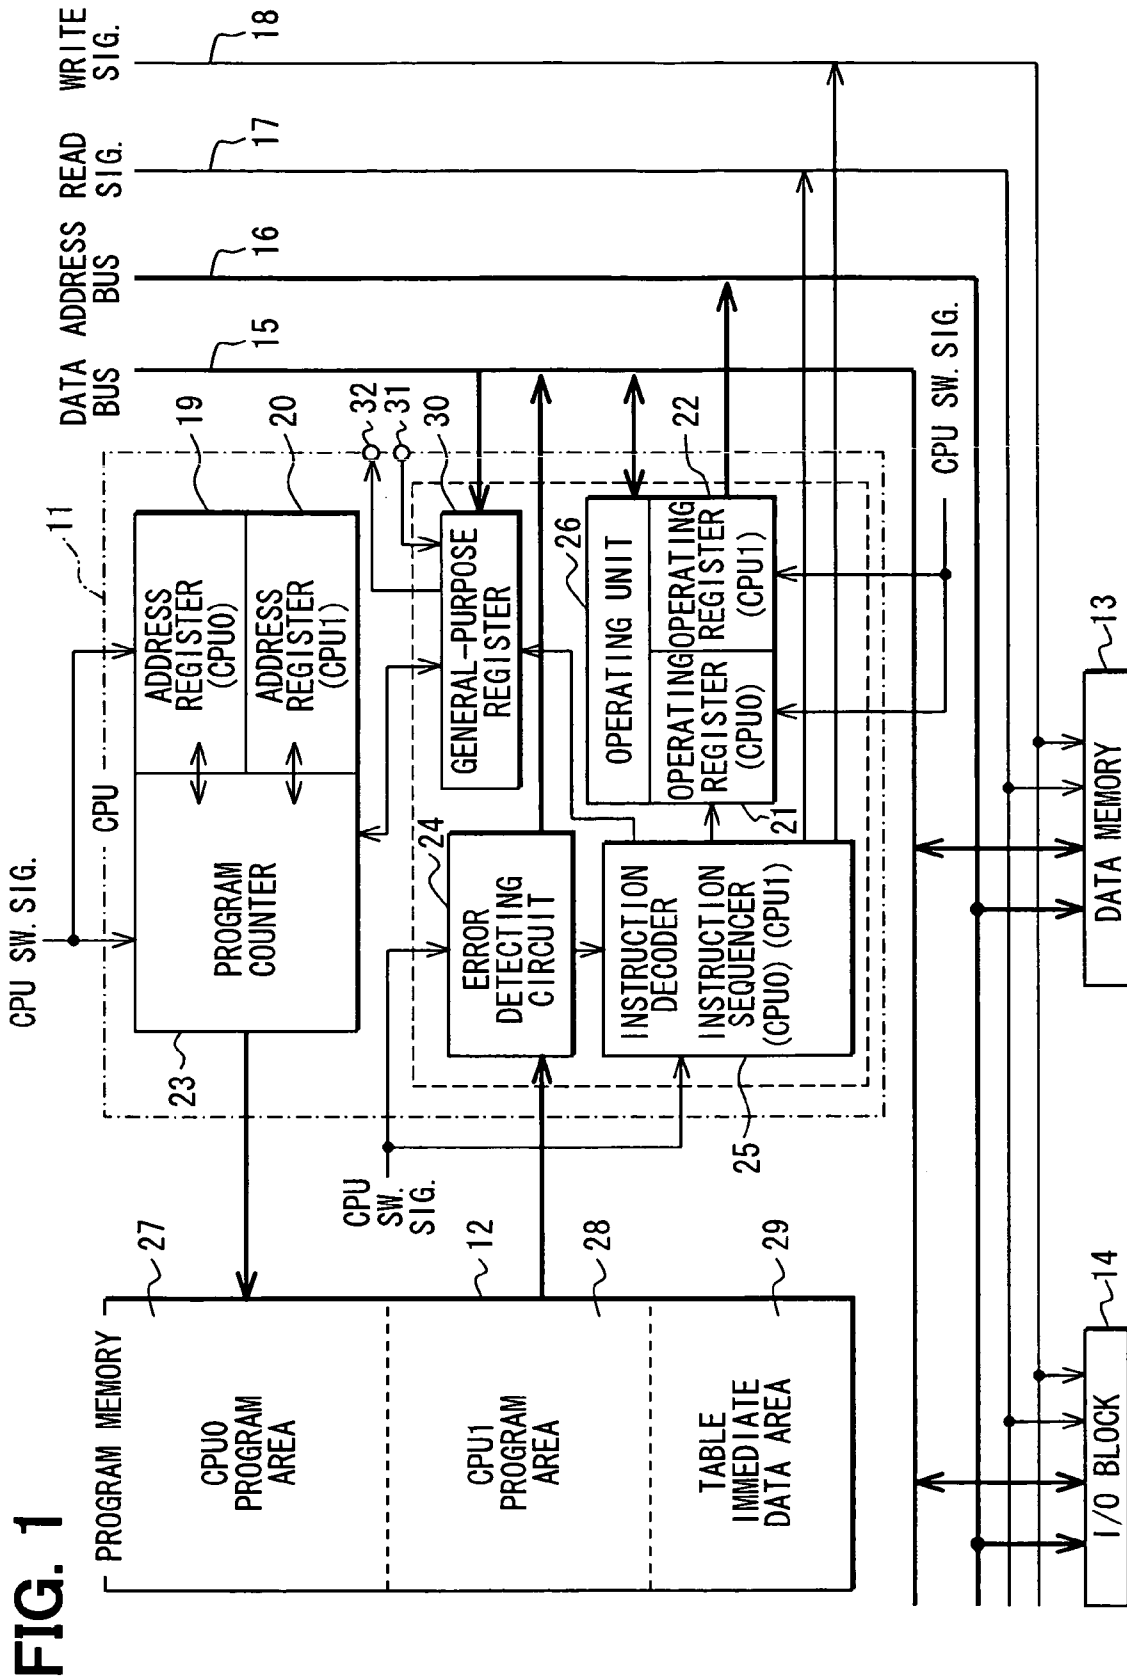 FIG. 1
PROGRAM MEMORY
27
CPU0
PROGRAM
AREA
12
CPU1
PROGRAM
AREA
28
TABLE
IMMEDIATE
DATA AREA
29
CPU SW. SIG.
CPU
11
23
PROGRAM
COUNTER
ADDRESS
REGISTER
(CPU0)
19
ADDRESS
REGISTER
(CPU1)
20
CPU
SW.
SIG.
24
ERROR
DETECTING
CIRCUIT
GENERAL-PURPOSE
REGISTER
30
31
32
INSTRUCTION
DECODER
INSTRUCTION
SEQUENCER
(CPU0) (CPU1)
25
OPERATING UNIT
26
OPERATING
REGISTER
(CPU0)
21
OPERATING
REGISTER
(CPU1)
22
CPU SW. SIG.
DATA
BUS
15
ADDRESS
BUS
16
READ
SIG.
17
WRITE
SIG.
18
I/O BLOCK
14
DATA MEMORY
13